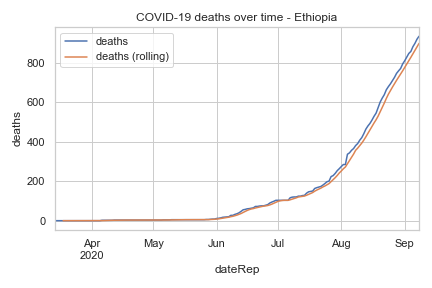 COVID-19 deaths over time - Ethiopia
deaths
deaths (rolling)
800
600
400
200
0
deaths
Apr
2020
May
Jun
Jul
Aug
Sep
dateRep